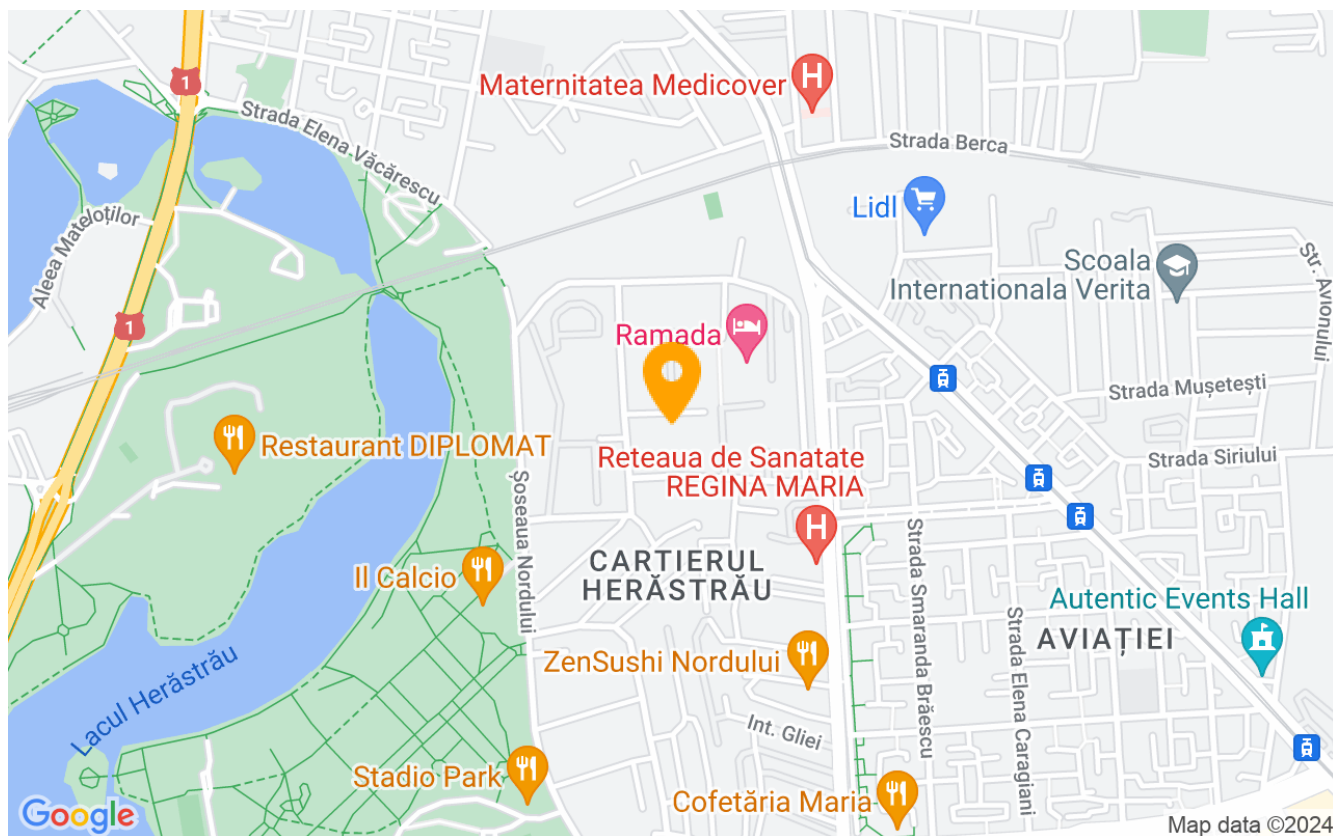 Maternitatea Medicover
1
Strada Elena Văcărescu
Strada Berca
Lidl
Aleea Mateloților
Scoala
Internationala Verita
Str. Avionului
1
Ramada
Strada Mușetești
Restaurant DIPLOMAT
Reteaua de Sanatate
REGINA MARIA
Strada Siriului
Șoseaua Nordului
H
H
Il Calcio
CARTIERUL
HERĂSTRĂU
Strada Smaranda Brăescu
Strada Elena Caragiani
Autentic Events Hall
AVIAȚIEI
ZenSushi Nordului
Lacul Herăstrău
Int. Gliei
Stadio Park
Cofetăria Maria
Google
Map data ©2024